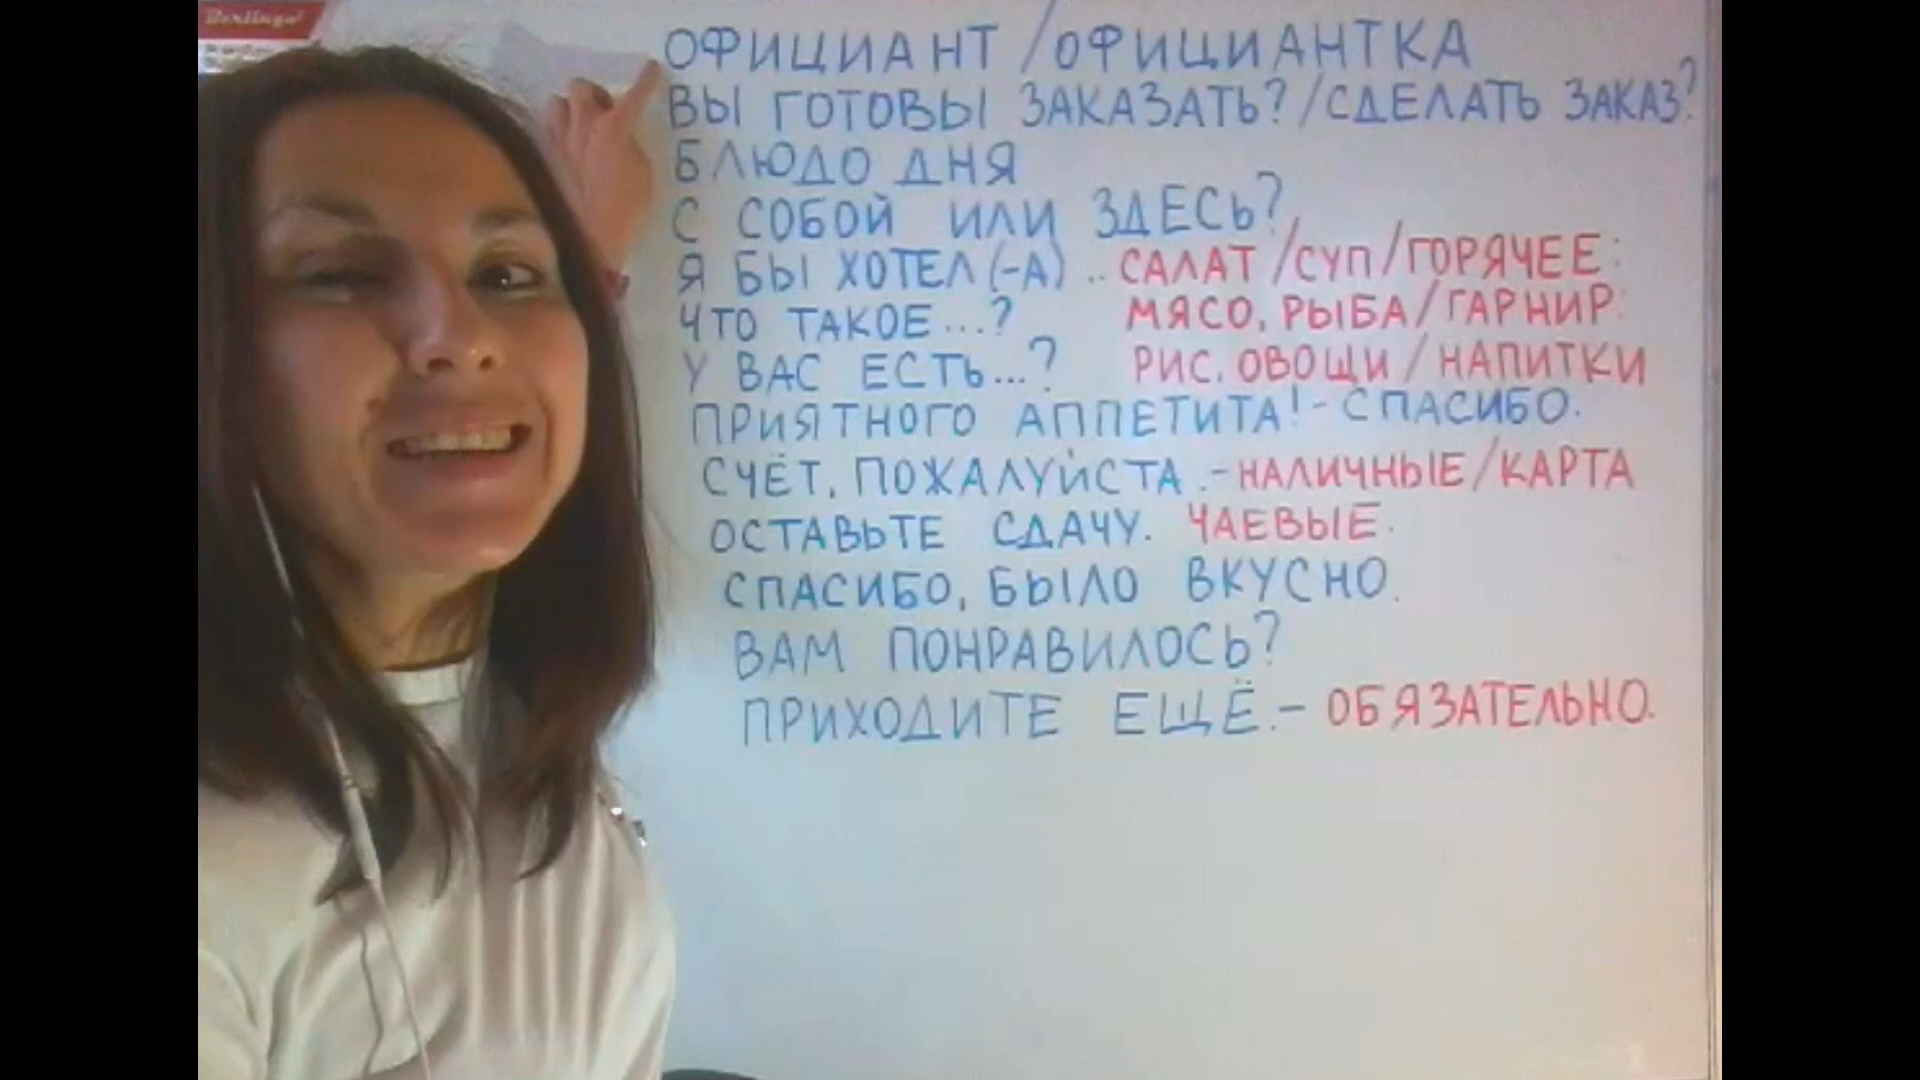 Berlingo
ОФИЦИАНТ / ОФИЦИАНТКА
ВЫ ГОТОВЫ ЗАКАЗАТЬ? / СДЕЛАТЬ ЗАКАЗ?
БЛЮДО ДНЯ
С СОБОЙ ИЛИ ЗДЕСЬ?
Я БЫ ХОТЕЛ (-А) .. САЛАТ / СУП / ГОРЯЧЕЕ:
ЧТО ТАКОЕ ...? МЯСО, РЫБА / ГАРНИР:
У ВАС ЕСТЬ...? РИС, ОВОЩИ / НАПИТКИ
ПРИЯТНОГО АППЕТИТА! - СПАСИБО.
СЧЁТ, ПОЖАЛУЙСТА. - НАЛИЧНЫЕ / КАРТА
ОСТАВЬТЕ СДАЧУ. ЧАЕВЫЕ.
СПАСИБО, БЫЛО ВКУСНО.
ВАМ ПОНРАВИЛОСЬ?
ПРИХОДИТЕ ЕЩЁ. - ОБЯЗАТЕЛЬНО.